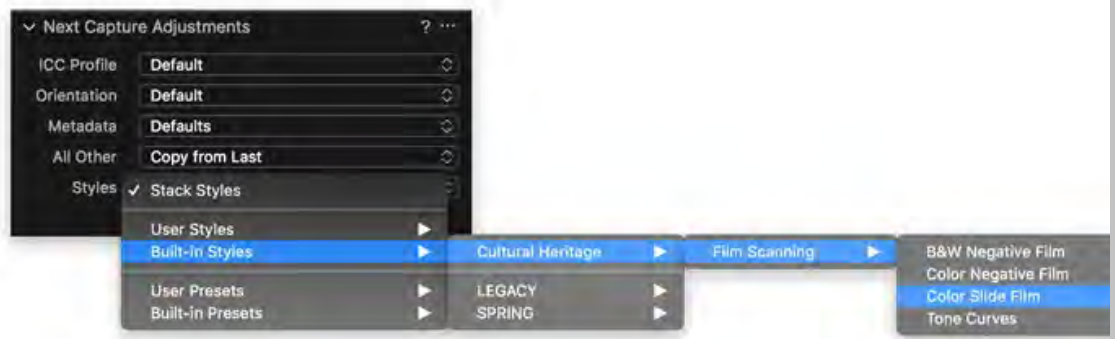 Next Capture Adjustments ? ···
ICC Profile Default
Orientation Default
Metadata Defaults
All Other Copy from Last
Styles ✓ Stack Styles
User Styles
Built-in Styles
User Presets
Built-in Presets
Cultural Heritage
LEGACY
SPRING
Film Scanning
B&W Negative Film
Color Negative Film
Color Slide Film
Tone Curves